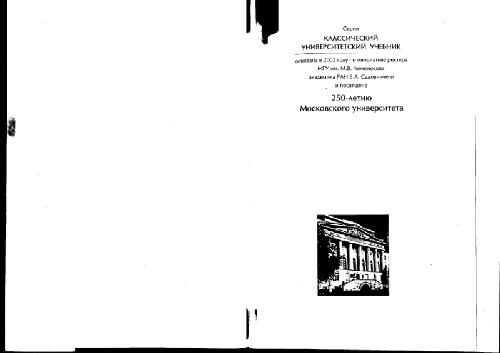 Серия
КЛАССИЧЕСКИЙ
УНИВЕРСИТЕТСКИЙ УЧЕБНИК
основана в 2002 году по инициативе ректора
МГУ им. М.В. Ломоносова
академика РАН В.А. Садовничего
и посвящена
250-летию
Московского университета